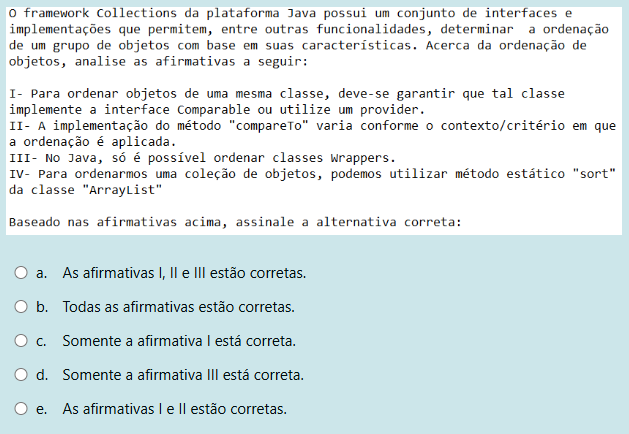 O framework Collections da plataforma Java possui um conjunto de interfaces e
implementações que permitem, entre outras funcionalidades, determinar a ordenação
de um grupo de objetos com base em suas características. Acerca da ordenação de
objetos, analise as afirmativas a seguir:
I- Para ordenar objetos de uma mesma classe, deve-se garantir que tal classe
implemente a interface Comparable ou utilize um provider.
II- A implementação do método "compareTo" varia conforme o contexto/critério em que
a ordenação é aplicada.
III- No Java, só é possível ordenar classes Wrappers.
IV- Para ordenarmos uma coleção de objetos, podemos utilizar método estático "sort"
da classe "ArrayList"
Baseado nas afirmativas acima, assinale a alternativa correta:
a. As afirmativas I, II e III estão corretas.
b. Todas as afirmativas estão corretas.
c. Somente a afirmativa I está correta.
d. Somente a afirmativa III está correta.
e. As afirmativas I e II estão corretas.